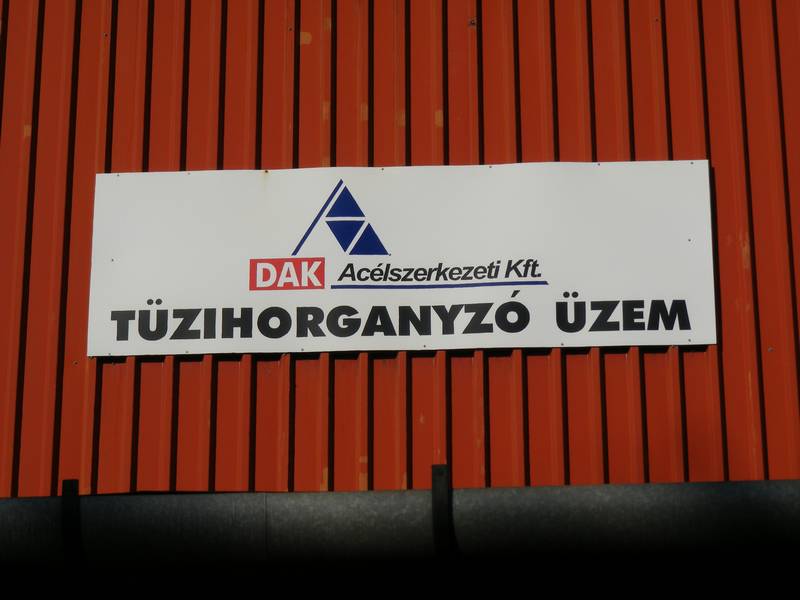 DAK Acélszerkezeti Kft.
TÜZIHORGANYZÓ ÜZEM